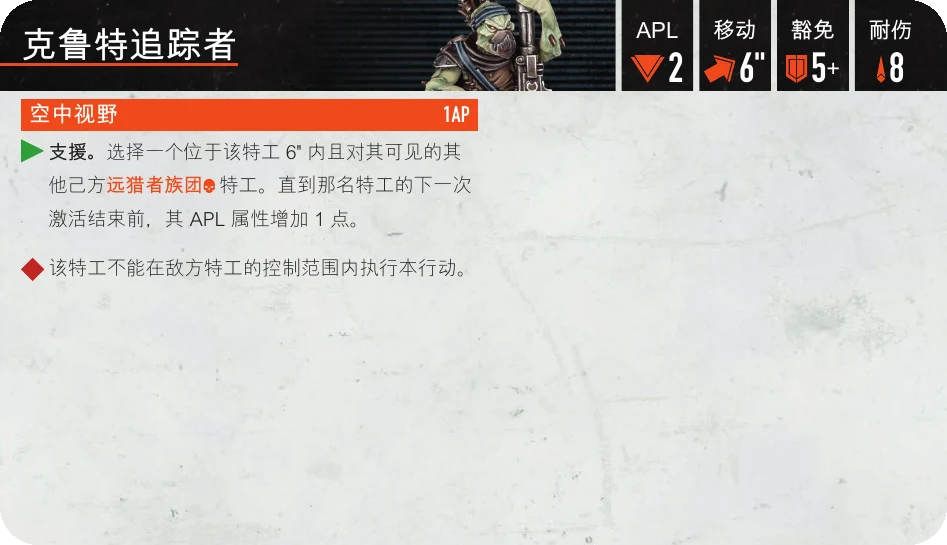 克鲁特追踪者
APL 移动 豁免 耐伤
2 6" 5+ 8
空中视野 1AP
支援。选择一个位于该特工 6" 内且对其可见的其
他己方远猎者族团特工。直到那名特工的下一次
激活结束前，其 APL 属性增加 1 点。
该特工不能在敌方特工的控制范围内执行本行动。